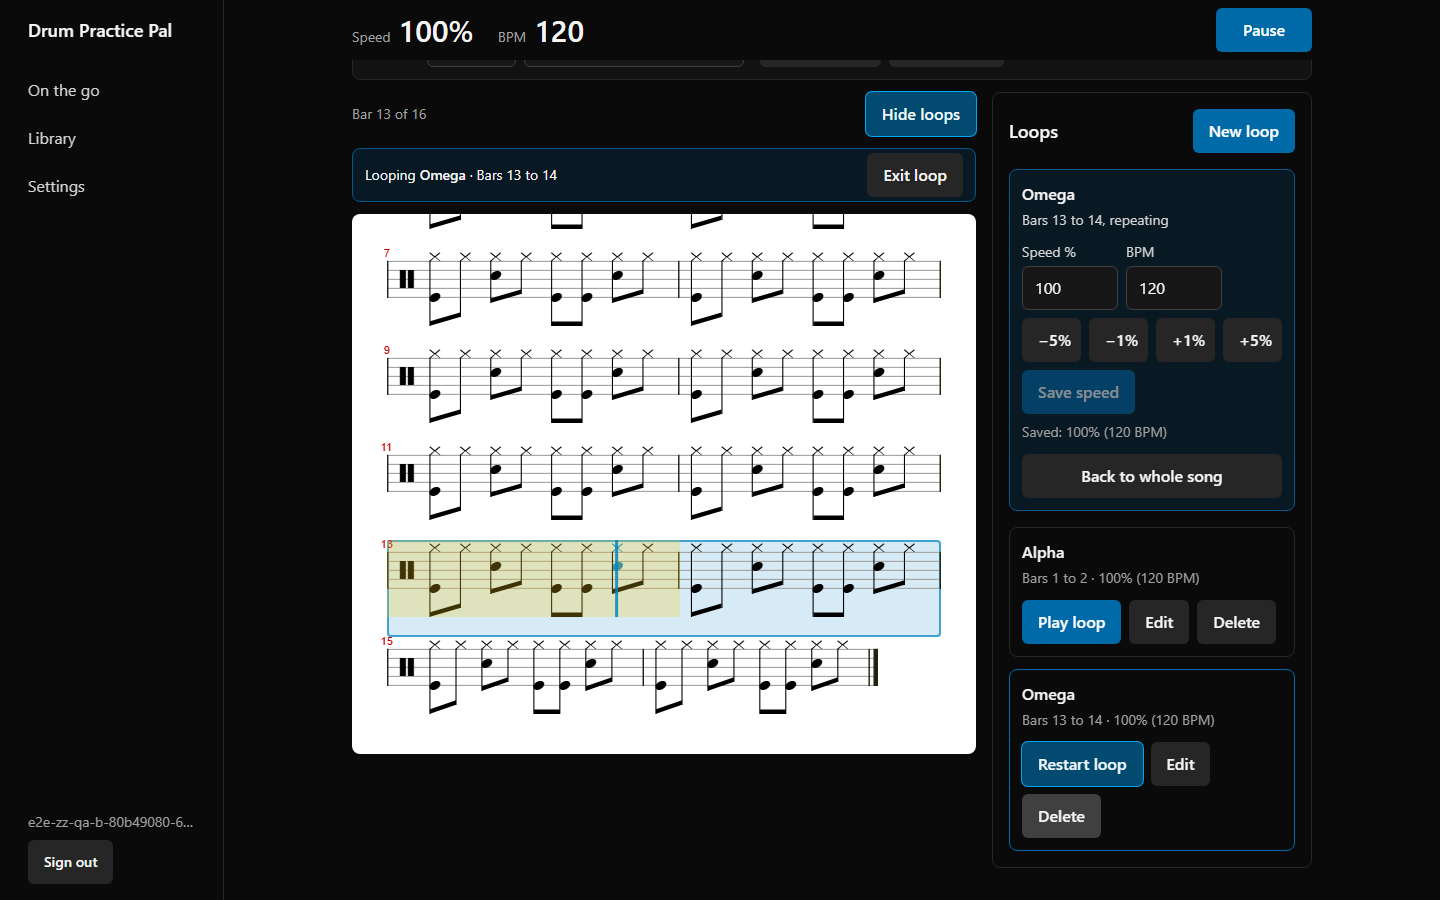 Drum Practice Pal
On the go
Library
Settings
e2e-zz-qa-b-80b49080-6...
Sign out
Speed 100% BPM 120
Pause
Bar 13 of 16
Hide loops
Looping Omega · Bars 13 to 14
Exit loop
7
9
11
13
15
Loops
New loop
Omega
Bars 13 to 14, repeating
Speed % BPM
100 120
−5% −1% +1% +5%
Save speed
Saved: 100% (120 BPM)
Back to whole song
Alpha
Bars 1 to 2 · 100% (120 BPM)
Play loop Edit Delete
Omega
Bars 13 to 14 · 100% (120 BPM)
Restart loop Edit
Delete